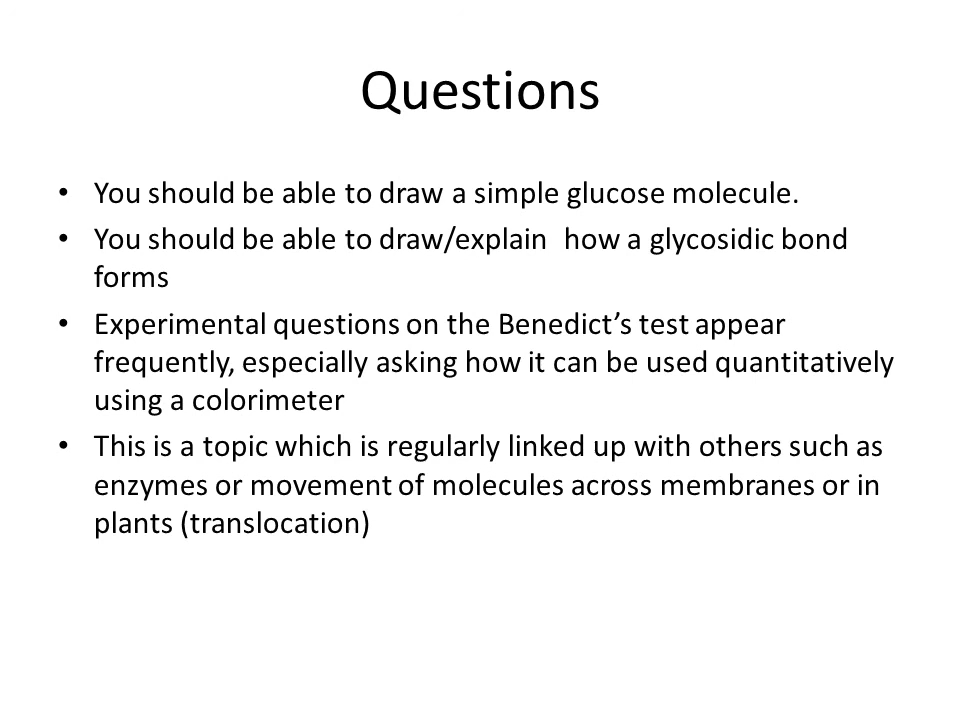 Questions
• You should be able to draw a simple glucose molecule.
• You should be able to draw/explain  how a glycosidic bond
forms
• Experimental questions on the Benedict’s test appear
frequently, especially asking how it can be used quantitatively
using a colorimeter
• This is a topic which is regularly linked up with others such as
enzymes or movement of molecules across membranes or in
plants (translocation)